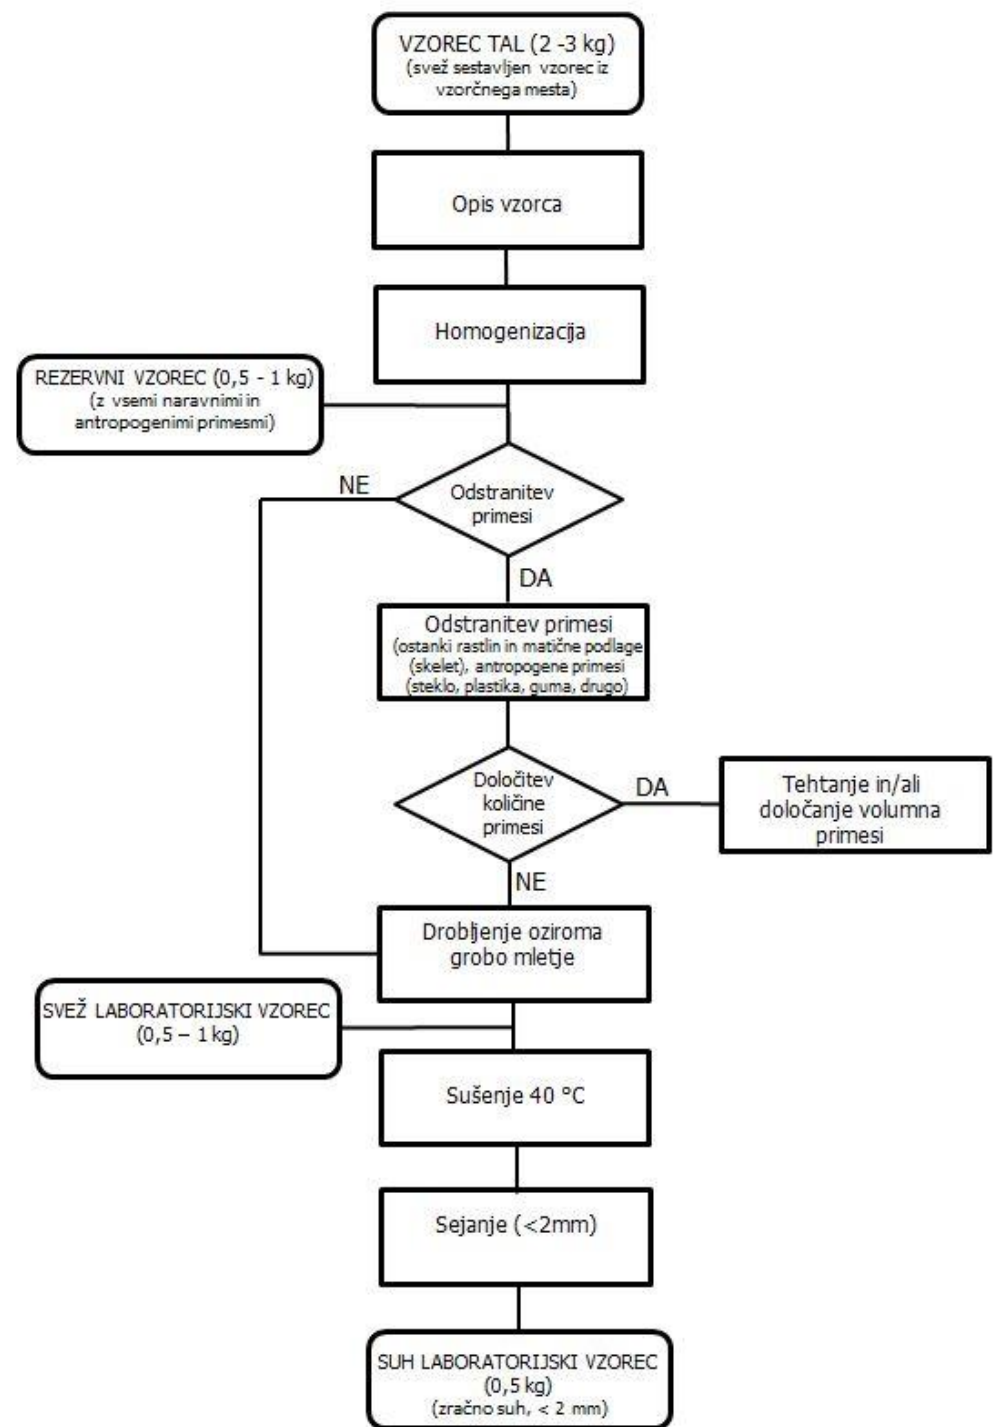 VZOREC TAL (2 -3 kg)
(svež sestavljen vzorec iz
vzorčnega mesta)
Opis vzorca
Homogenizacija
REZERVNI VZOREC (0,5 - 1 kg)
(z vsemi naravnimi in
antropogenimi primesmi)
NE
Odstranitev
primesi
DA
Odstranitev primesi
(ostanki rastlin in matične podlage
(skelet), antropogene primesi
(steklo, plastika, guma, drugo)
Določitev
količine
primesi
DA
Tehtanje in/ali
določanje volumna
primesi
NE
Drobljenje oziroma
grobo mletje
SVEŽ LABORATORIJSKI VZOREC
(0,5 – 1 kg)
Sušenje 40 °C
Sejanje (<2mm)
SUH LABORATORIJSKI VZOREC
(0,5 kg)
(zračno suh, < 2 mm)